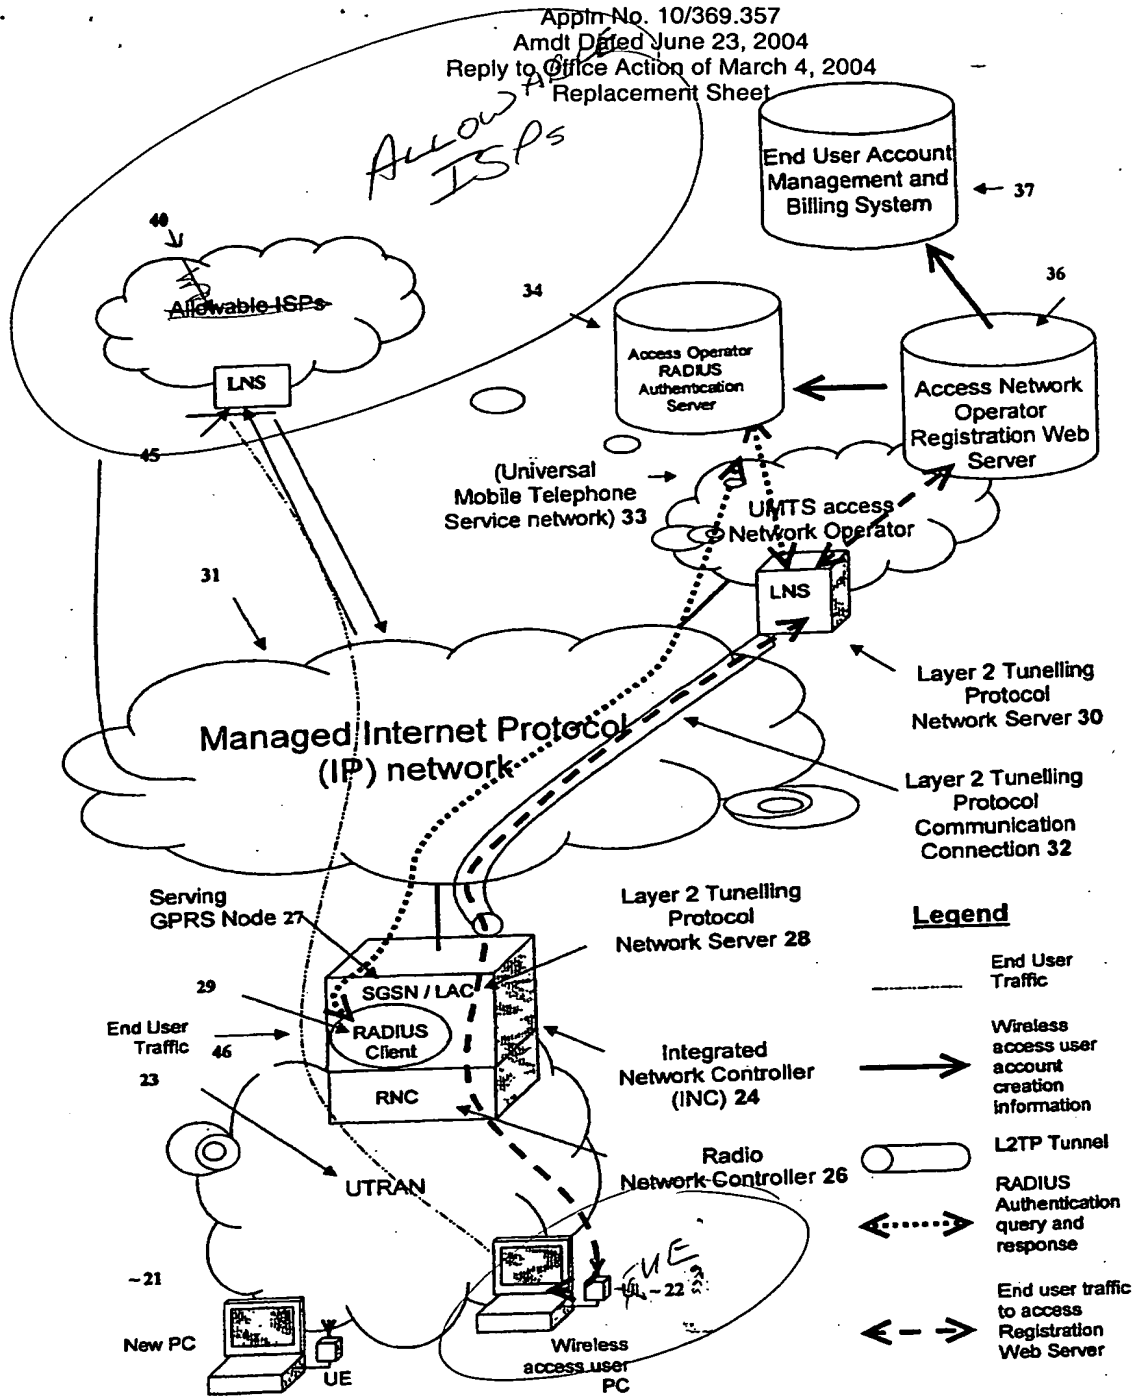 Appln No. 10/369.357
Amdt Dated June 23, 2004
Reply to Office Action of March 4, 2004
Replacement Sheet
ALLOWABLE
ISPs
End User Account
Management and
Billing System
37
40
Allowable ISPs
LNS
45
34
36
Access Operator
RADIUS
Authentication
Server
Access Network
Operator
Registration Web
Server
(Universal
Mobile Telephone
Service network) 33
UMTS access
Network Operator
LNS
31
Layer 2 Tunelling
Protocol
Network Server 30
Managed Internet Protocol
(IP) network
Layer 2 Tunelling
Protocol
Communication
Connection 32
Serving
GPRS Node 27
Layer 2 Tunelling
Protocol
Network Server 28
Legend
SGSN / LAC
29
RADIUS
Client
End User
Traffic 46
23
RNC
Integrated
Network Controller
(INC) 24
Radio
Network Controller 26
UTRAN
End User
Traffic
Wireless
access user
account
creation
information
L2TP Tunnel
RADIUS
Authentication
query and
response
End user traffic
to access
Registration
Web Server
~21
New PC
UE
UE
~22
Wireless
access user
PC